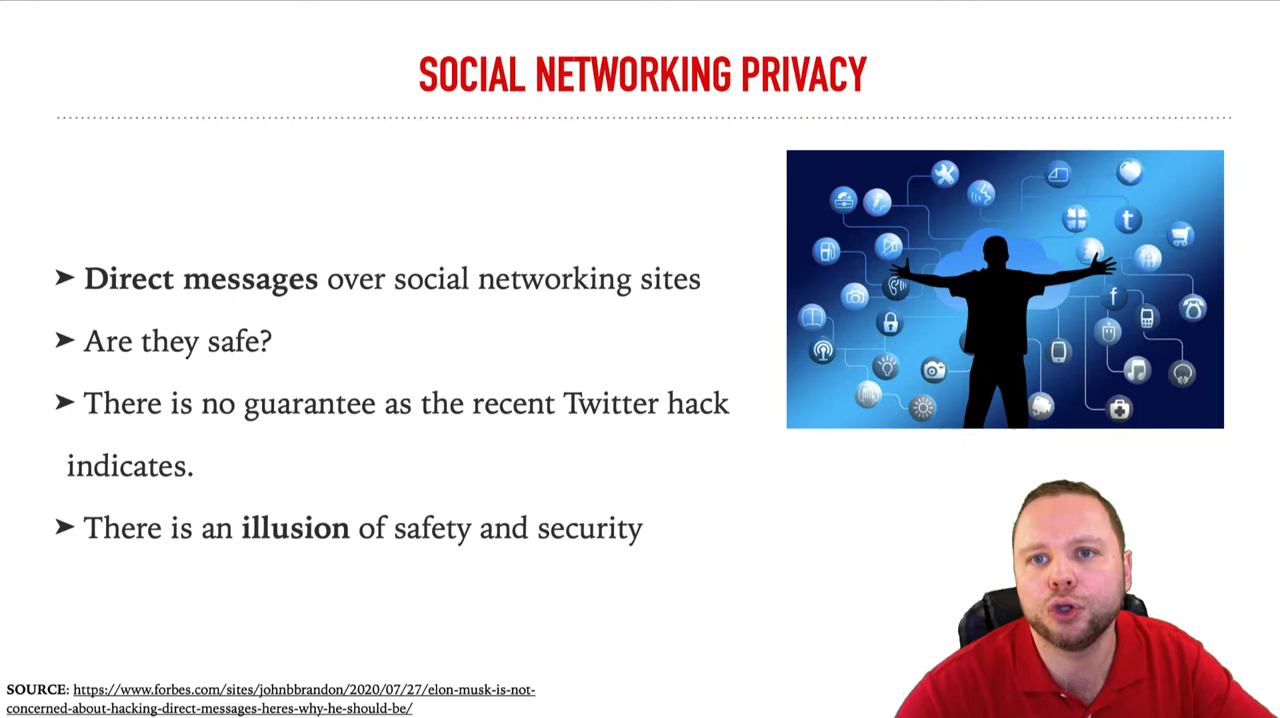 SOCIAL NETWORKING PRIVACY
➤ Direct messages over social networking sites
➤ Are they safe?
➤ There is no guarantee as the recent Twitter hack
indicates.
➤ There is an illusion of safety and security
t
f
SOURCE: https://www.forbes.com/sites/johnbbrandon/2020/07/27/elon-musk-is-not-
concerned-about-hacking-direct-messages-heres-why-he-should-be/